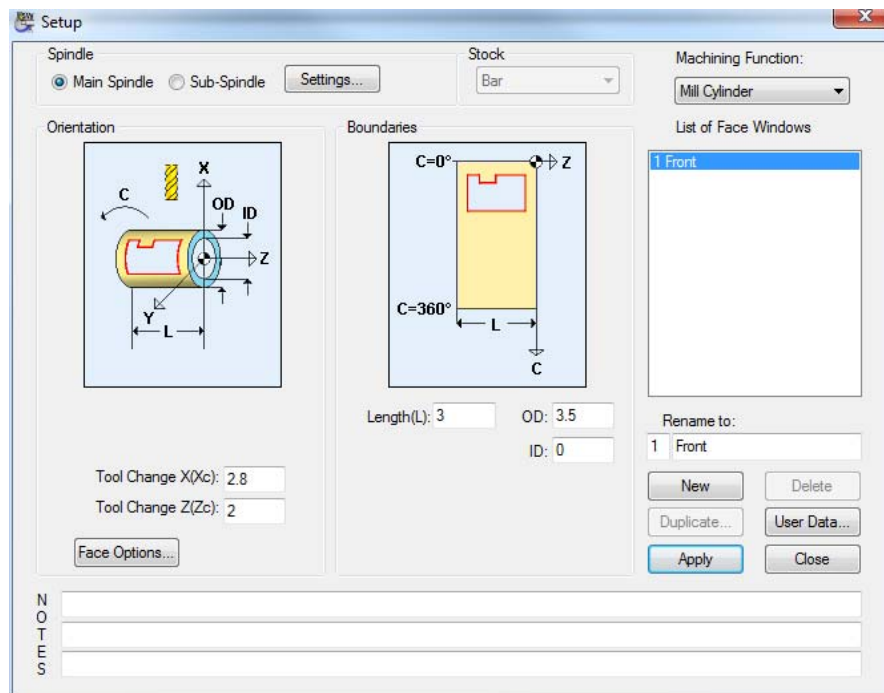 Setup
Spindle
Main Spindle Sub-Spindle Settings...
Stock
Bar
Machining Function:
Mill Cylinder
Orientation
X
C
OD
ID
Z
Y
L
Tool Change X(Xc): 2.8
Tool Change Z(Zc): 2
Face Options...
Boundaries
C=0° Z
C=360°
L
C
Length(L): 3 OD: 3.5
ID: 0
List of Face Windows
1 Front
Rename to:
1 Front
New Delete
Duplicate... User Data...
Apply Close
NOTES